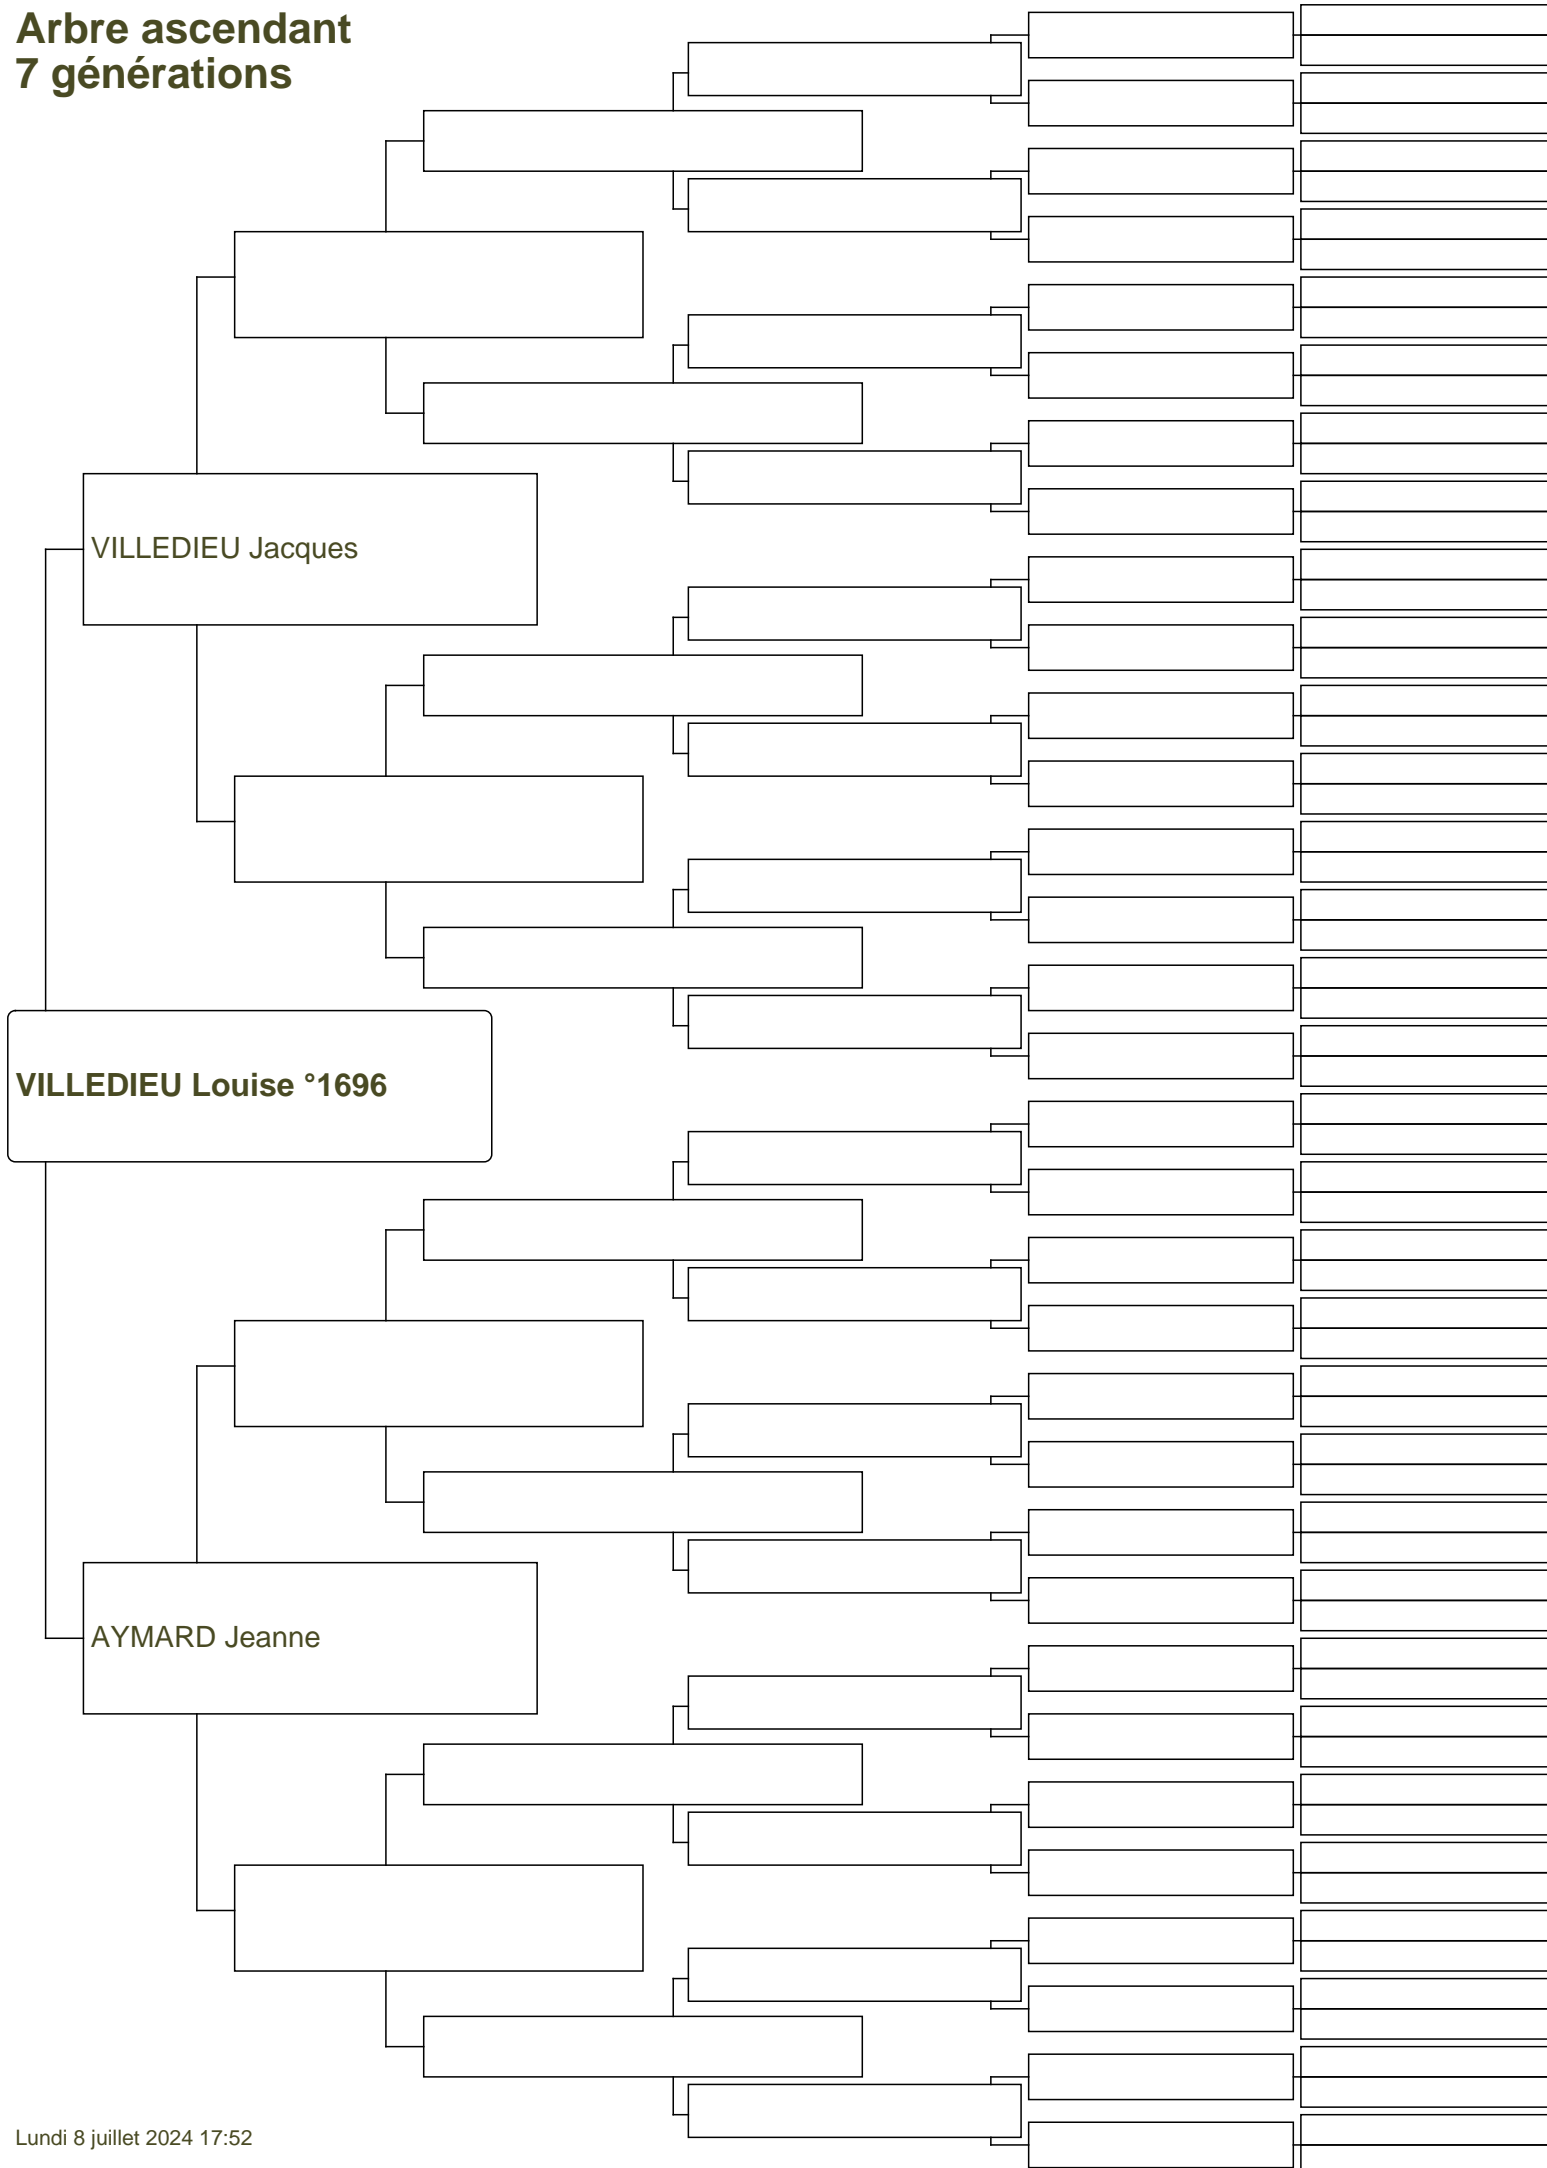 Arbre ascendant
7 générations
VILLEDIEU Jacques
VILLEDIEU Louise °1696
AYMARD Jeanne
Lundi 8 juillet 2024 17:52